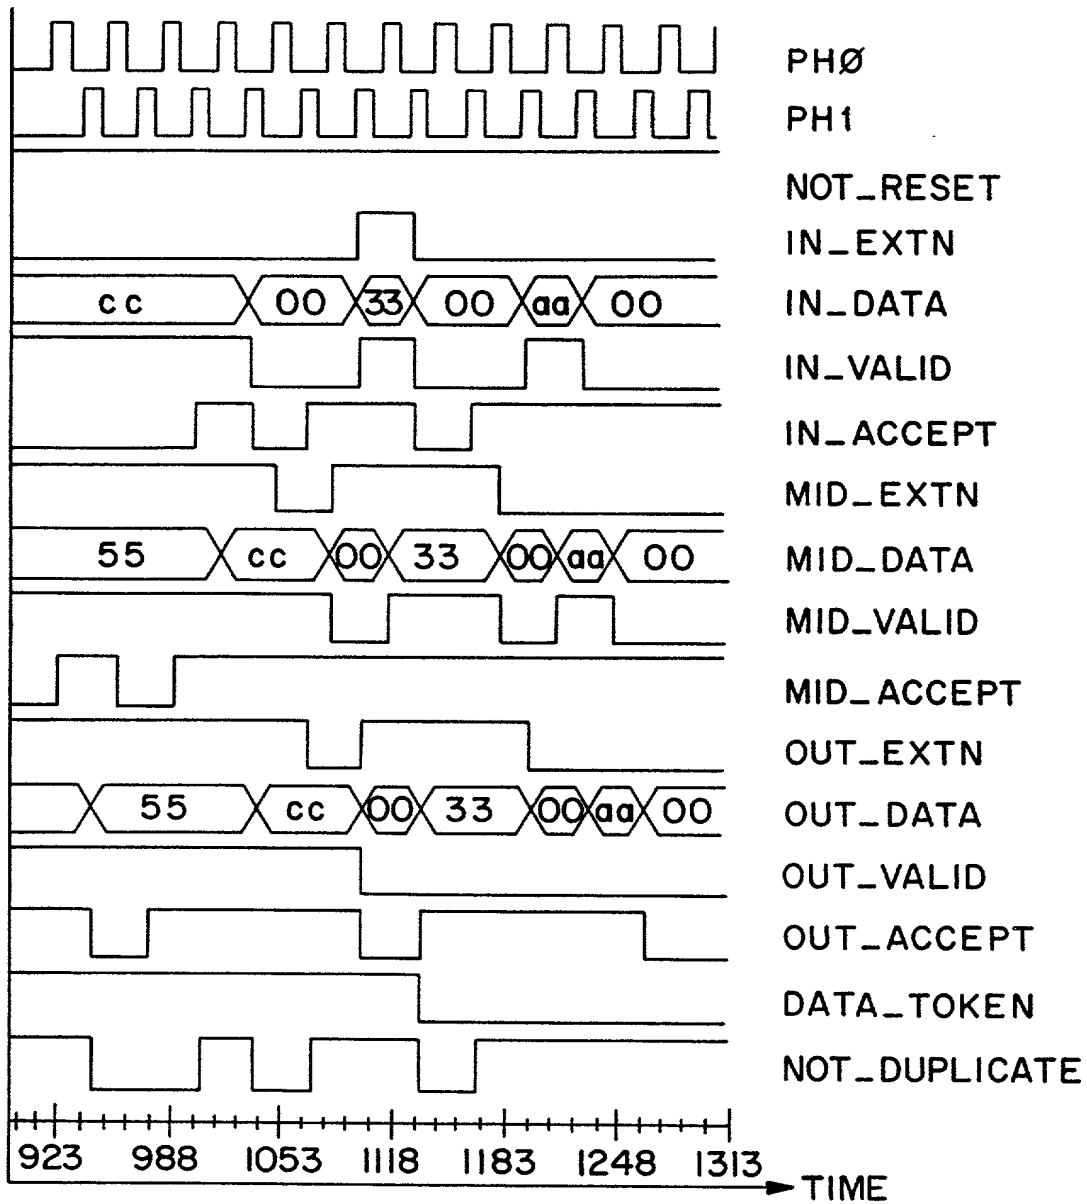 PHØ
PH1
NOT_RESET
IN_EXTN
cc 00 33 00 aa 00 IN_DATA
IN_VALID
IN_ACCEPT
MID_EXTN
55 cc 00 33 00 aa 00 MID_DATA
MID_VALID
MID_ACCEPT
OUT_EXTN
55 cc 00 33 00 aa 00 OUT_DATA
OUT_VALID
OUT_ACCEPT
DATA_TOKEN
NOT_DUPLICATE
923 988 1053 1118 1183 1248 1313
TIME